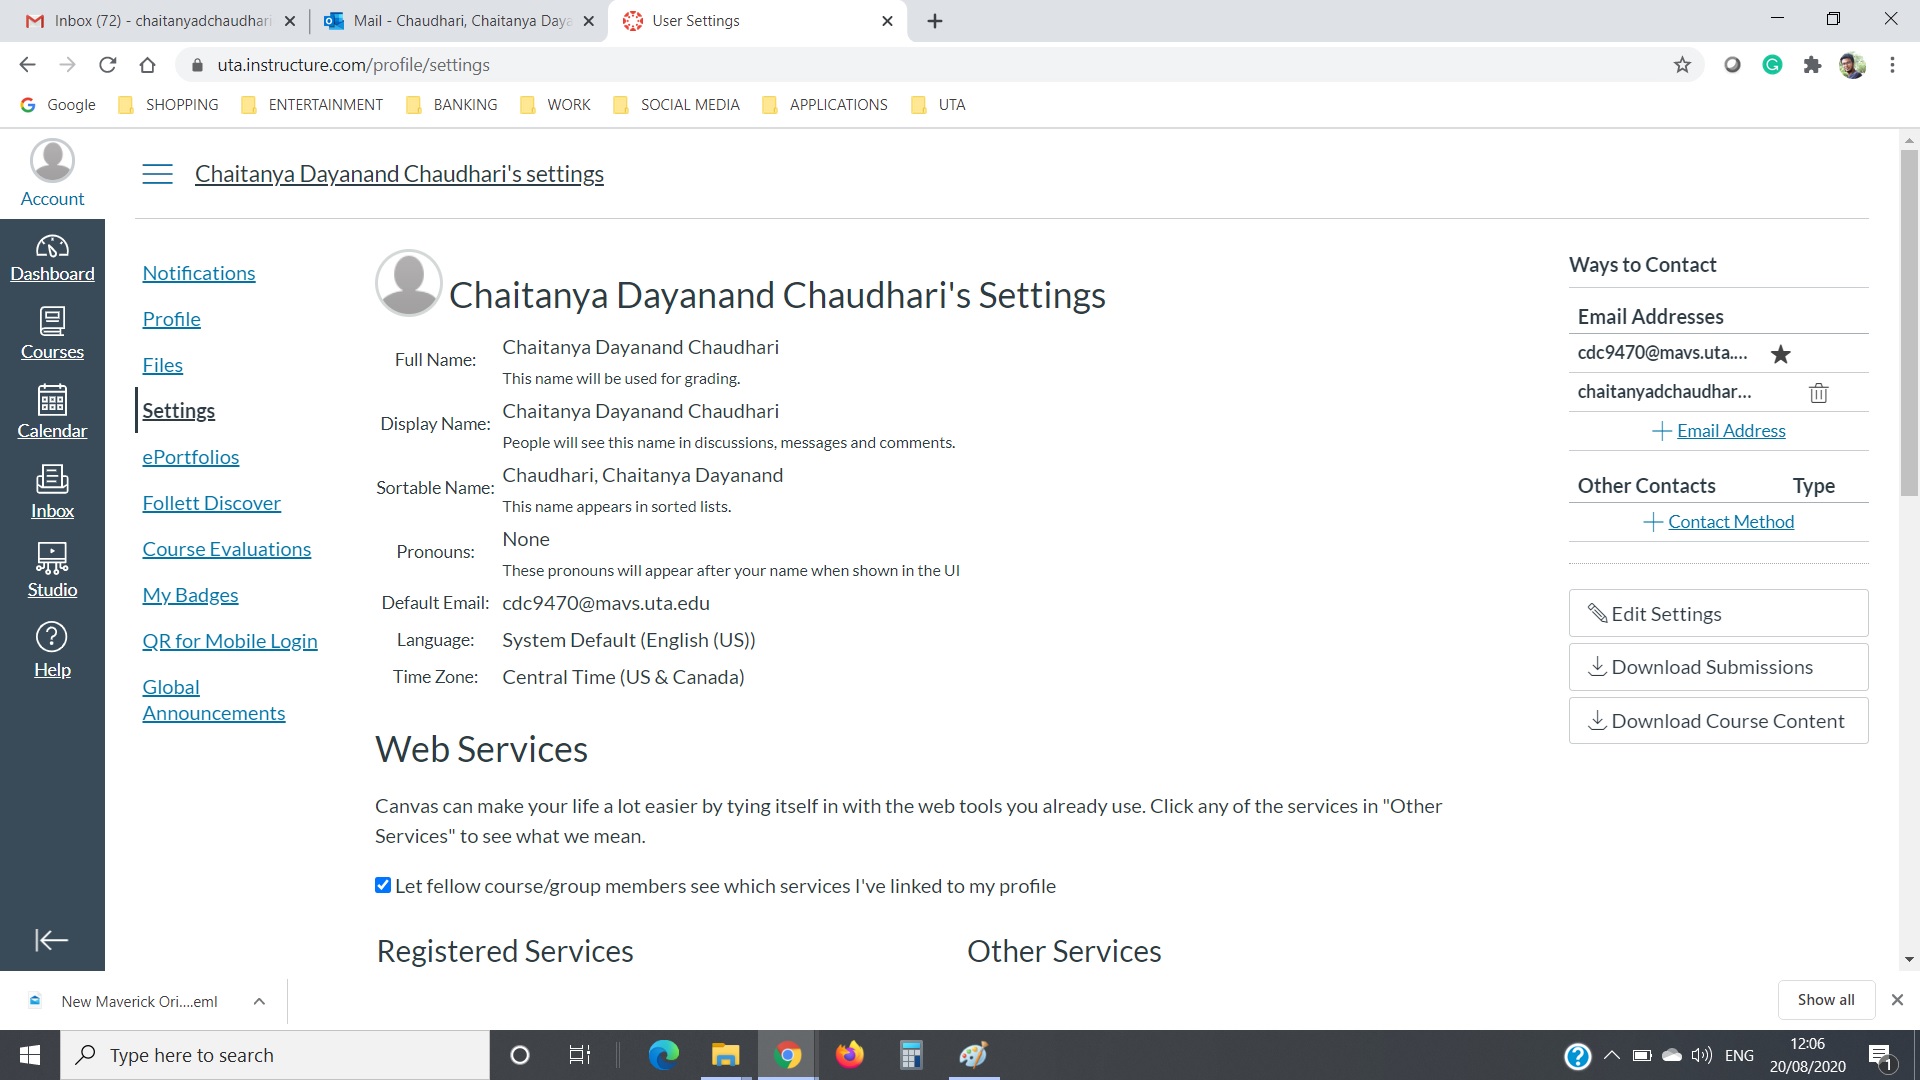 Inbox (72) - chaitanyadchaudhari
Mail - Chaudhari, Chaitanya Daya
User Settings
uta.instructure.com/profile/settings
Google
SHOPPING
ENTERTAINMENT
BANKING
WORK
SOCIAL MEDIA
APPLICATIONS
UTA
Account
Dashboard
Courses
Calendar
Inbox
Studio
Help
Chaitanya Dayanand Chaudhari's settings
Notifications
Profile
Files
Settings
ePortfolios
Follett Discover
Course Evaluations
My Badges
QR for Mobile Login
Global
Announcements
Chaitanya Dayanand Chaudhari's Settings
Full Name: Chaitanya Dayanand Chaudhari
This name will be used for grading.
Display Name: Chaitanya Dayanand Chaudhari
People will see this name in discussions, messages and comments.
Sortable Name: Chaudhari, Chaitanya Dayanand
This name appears in sorted lists.
Pronouns: None
These pronouns will appear after your name when shown in the UI
Default Email: cdc9470@mavs.uta.edu
Language: System Default (English (US))
Time Zone: Central Time (US & Canada)
Web Services
Canvas can make your life a lot easier by tying itself in with the web tools you already use. Click any of the services in "Other
Services" to see what we mean.
Let fellow course/group members see which services I've linked to my profile
Registered Services
Other Services
Ways to Contact
Email Addresses
cdc9470@mavs.uta....
chaitanyadchaudhar...
Email Address
Other Contacts Type
Contact Method
Edit Settings
Download Submissions
Download Course Content
New Maverick Ori....eml
Show all
Type here to search
ENG
12:06
20/08/2020
1